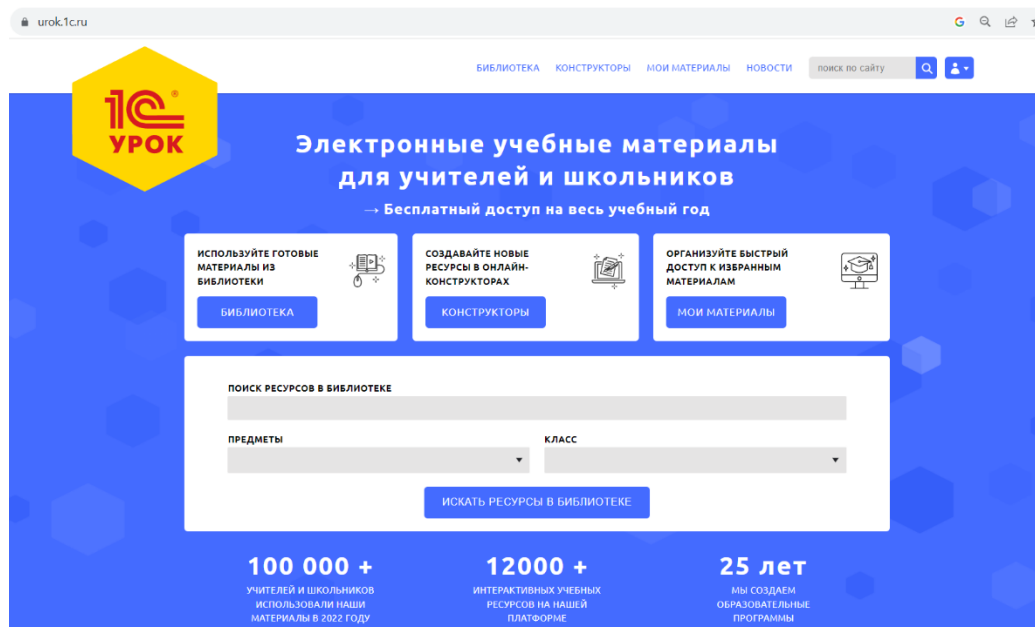 urok.1c.ru
БИБЛИОТЕКА КОНСТРУКТОРЫ МОИ МАТЕРИАЛЫ НОВОСТИ поиск по сайту
1С®
УРОК
Электронные учебные материалы
для учителей и школьников
→ Бесплатный доступ на весь учебный год
ИСПОЛЬЗУЙТЕ ГОТОВЫЕ
МАТЕРИАЛЫ ИЗ
БИБЛИОТЕКИ
БИБЛИОТЕКА
СОЗДАВАЙТЕ НОВЫЕ
РЕСУРСЫ В ОНЛАЙН-
КОНСТРУКТОРАХ
КОНСТРУКТОРЫ
ОРГАНИЗУЙТЕ БЫСТРЫЙ
ДОСТУП К ИЗБРАННЫМ
МАТЕРИАЛАМ
МОИ МАТЕРИАЛЫ
ПОИСК РЕСУРСОВ В БИБЛИОТЕКЕ
ПРЕДМЕТЫ
КЛАСС
ИСКАТЬ РЕСУРСЫ В БИБЛИОТЕКЕ
100 000 +
УЧИТЕЛЕЙ И ШКОЛЬНИКОВ
ИСПОЛЬЗОВАЛИ НАШИ
МАТЕРИАЛЫ В 2022 ГОДУ
12000 +
ИНТЕРАКТИВНЫХ УЧЕБНЫХ
РЕСУРСОВ НА НАШЕЙ
ПЛАТФОРМЕ
25 лет
МЫ СОЗДАЕМ
ОБРАЗОВАТЕЛЬНЫЕ
ПРОГРАММЫ